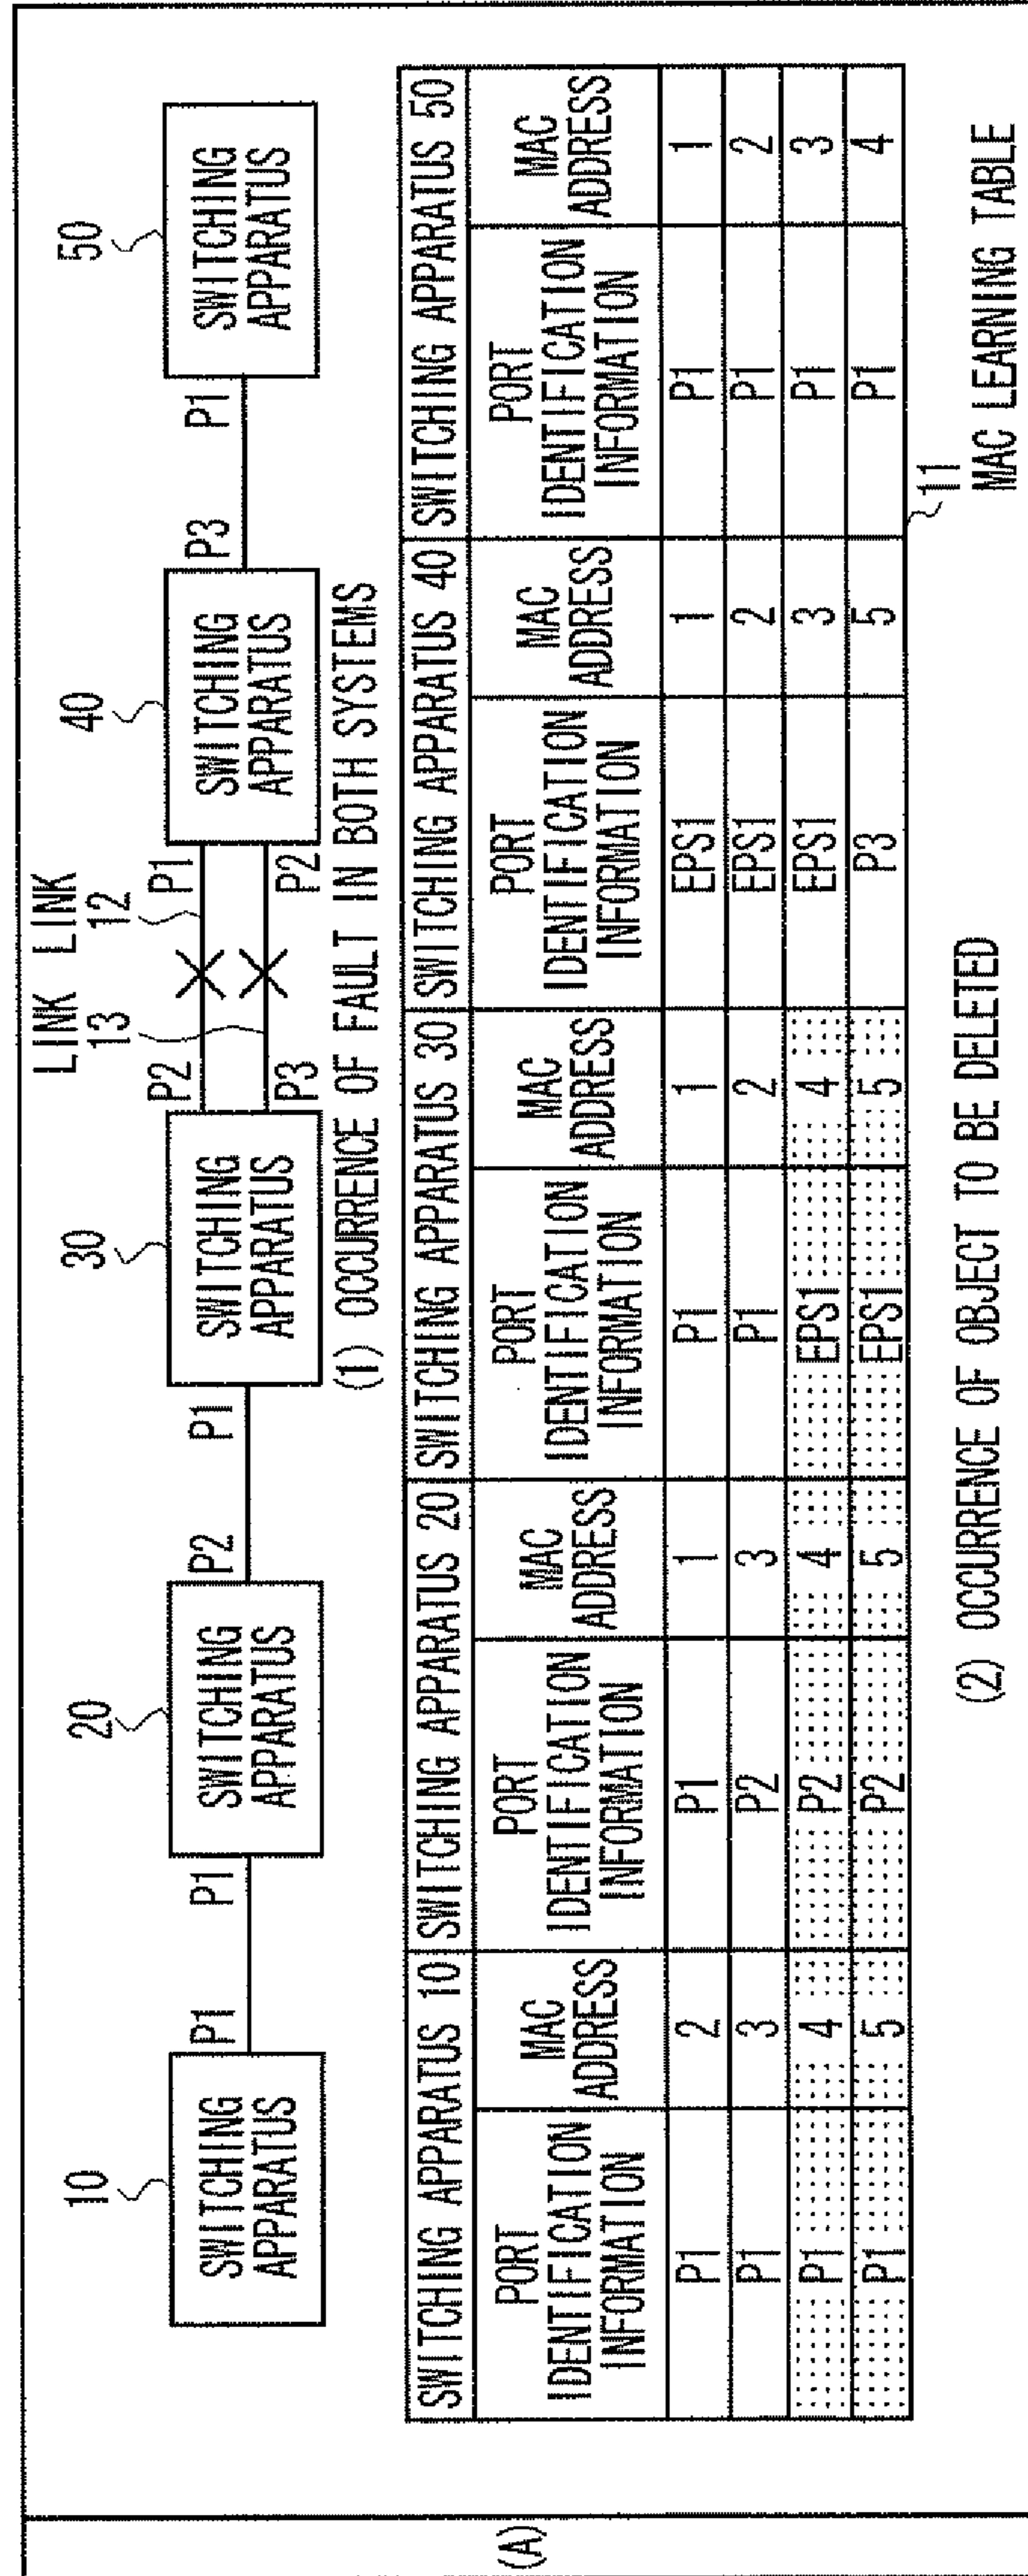 (A)
10
20
30
40
50
LINK LINK
13 12
SWITCHING APPARATUS
P1
P1
SWITCHING APPARATUS
P2
P1
SWITCHING APPARATUS
P2
P3
P1
P2
SWITCHING APPARATUS
P3
P1
SWITCHING APPARATUS
(1) OCCURRENCE OF FAULT IN BOTH SYSTEMS
SWITCHING APPARATUS 10 SWITCHING APPARATUS 20 SWITCHING APPARATUS 30 SWITCHING APPARATUS 40 SWITCHING APPARATUS 50
PORT IDENTIFICATION INFORMATION MAC ADDRESS PORT IDENTIFICATION INFORMATION MAC ADDRESS PORT IDENTIFICATION INFORMATION MAC ADDRESS PORT IDENTIFICATION INFORMATION MAC ADDRESS PORT IDENTIFICATION INFORMATION MAC ADDRESS
P1 2 P1 1 P1 1 EPS1 1 P1 1
P1 3 P2 3 P1 2 EPS1 2 P1 2
P1 4 P2 4 EPS1 4 EPS1 3 P1 3
P1 5 P2 5 EPS1 5 P3 5 P1 4
(2) OCCURRENCE OF OBJECT TO BE DELETED
11
MAC LEARNING TABLE